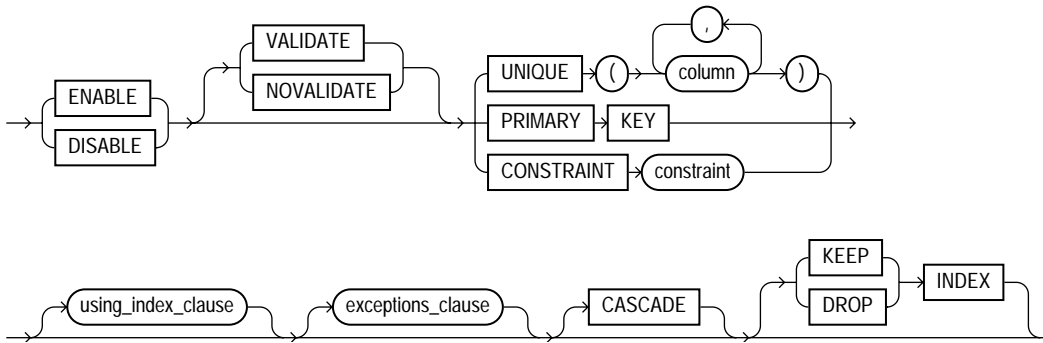 VALIDATE
NOVALIDATE
ENABLE
DISABLE
UNIQUE ( column , )
PRIMARY KEY
CONSTRAINT constraint
using_index_clause exceptions_clause CASCADE KEEP DROP INDEX